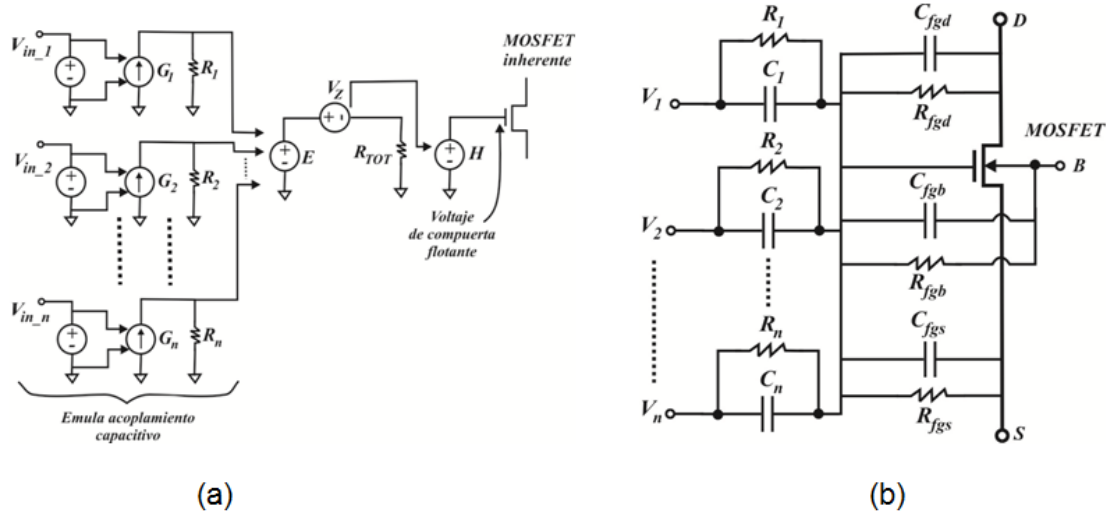 V_in_1
G_1
R_1
V_in_2
G_2
R_2
V_in_n
G_n
R_n
Emula acoplamiento
capacitivo
E
V_Z
R_TOT
H
MOSFET
inherente
Voltaje
de compuerta
flotante
(a)
R_1
C_1
V_1
R_2
C_2
V_2
R_n
C_n
V_n
C_fgd
R_fgd
D
MOSFET
B
C_fgb
R_fgb
C_fgs
R_fgs
S
(b)